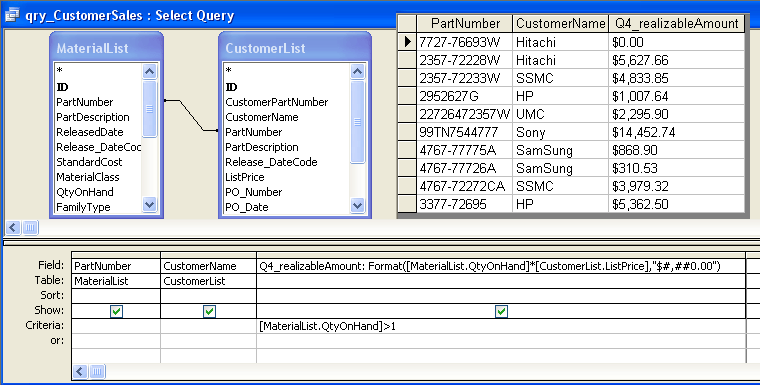 qry_CustomerSales : Select Query
MaterialList
*
ID
PartNumber
PartDescription
ReleasedDate
Release_DateCod
StandardCost
MaterialClass
QtyOnHand
FamilyType
CustomerList
*
ID
CustomerPartNumber
CustomerName
PartNumber
PartDescription
Release_DateCode
ListPrice
PO_Number
PO_Date
PartNumber CustomerName Q4_realizableAmount
7727-76693W Hitachi $0.00
2357-72228W Hitachi $5,627.66
2357-72233W SSMC $4,833.85
2952627G HP $1,007.64
22726472357W UMC $2,295.90
99TN7544777 Sony $14,452.74
4767-77775A SamSung $868.90
4767-77726A SamSung $310.53
4767-72272CA SSMC $3,979.32
3377-72695 HP $5,362.50
Field: PartNumber CustomerName Q4_realizableAmount: Format([MaterialList.QtyOnHand]*[CustomerList.ListPrice],"$#,##0.00")
Table: MaterialList CustomerList
Sort:
Show:
Criteria: [MaterialList.QtyOnHand]>1
or: